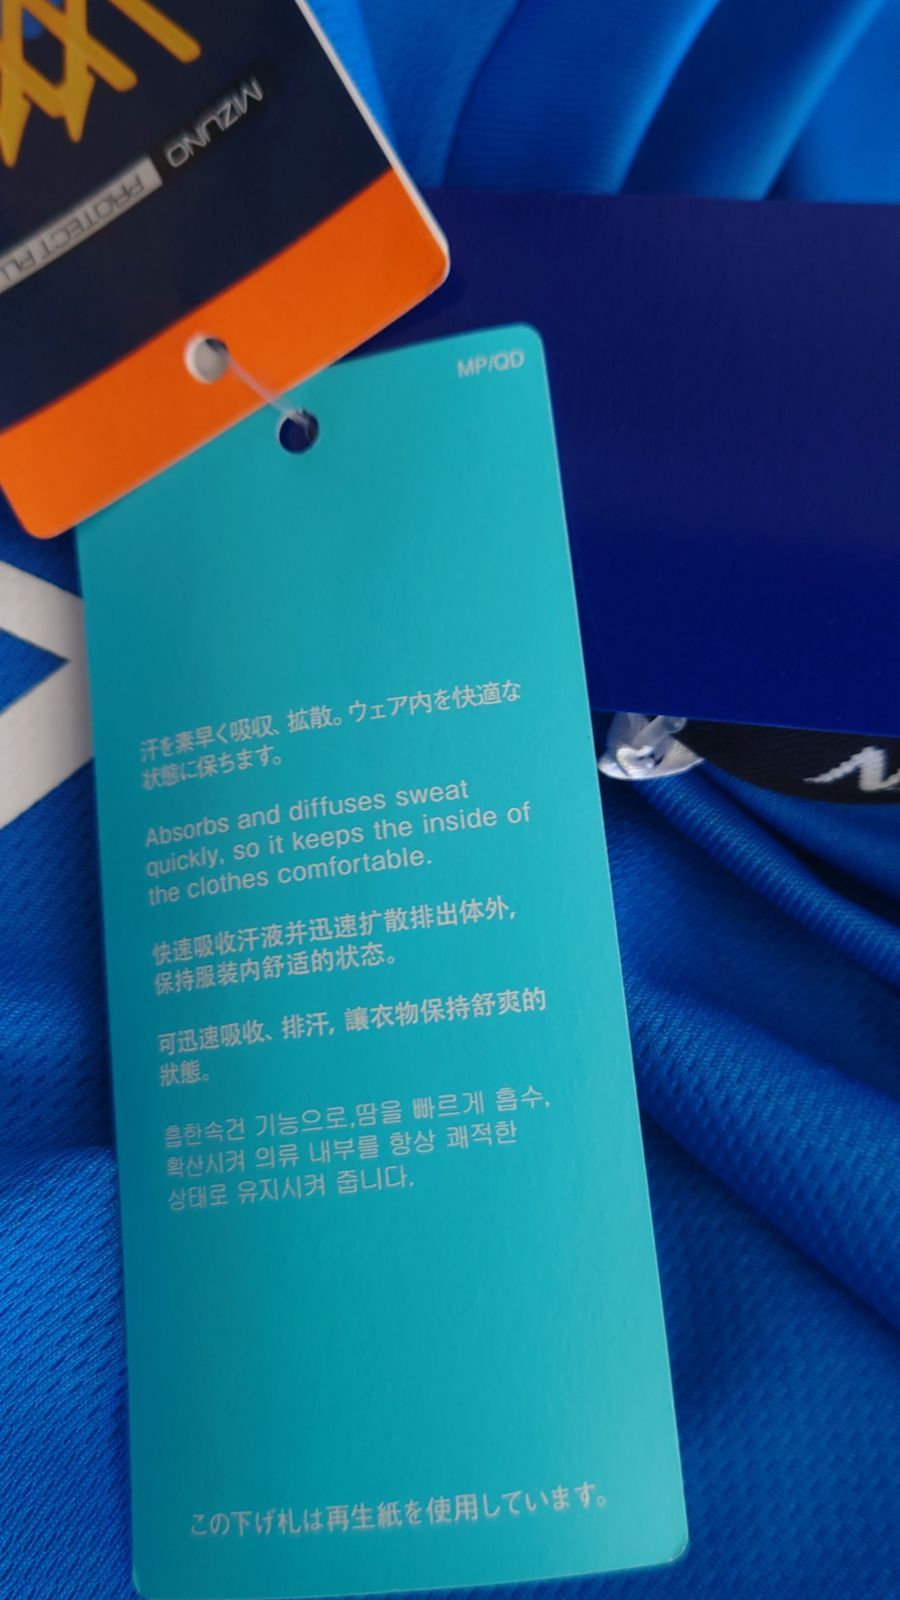 MIZUNO
PROTECT
MP/QD
汗を素早く吸収、拡散。ウェア内を快適な
状態に保ちます。
Absorbs and diffuses sweat
quickly, so it keeps the inside of
the clothes comfortable.
快速吸收汗液并迅速扩散排出体外,
保持服装内舒适的状态。
可迅速吸收、排汗, 讓衣物保持舒爽的
狀態。
흡한속건 기능으로,땀을 빠르게 흡수,
확산시켜 의류 내부를 항상 쾌적한
상태로 유지시켜 줍니다.
この下げ札は再生紙を使用しています。